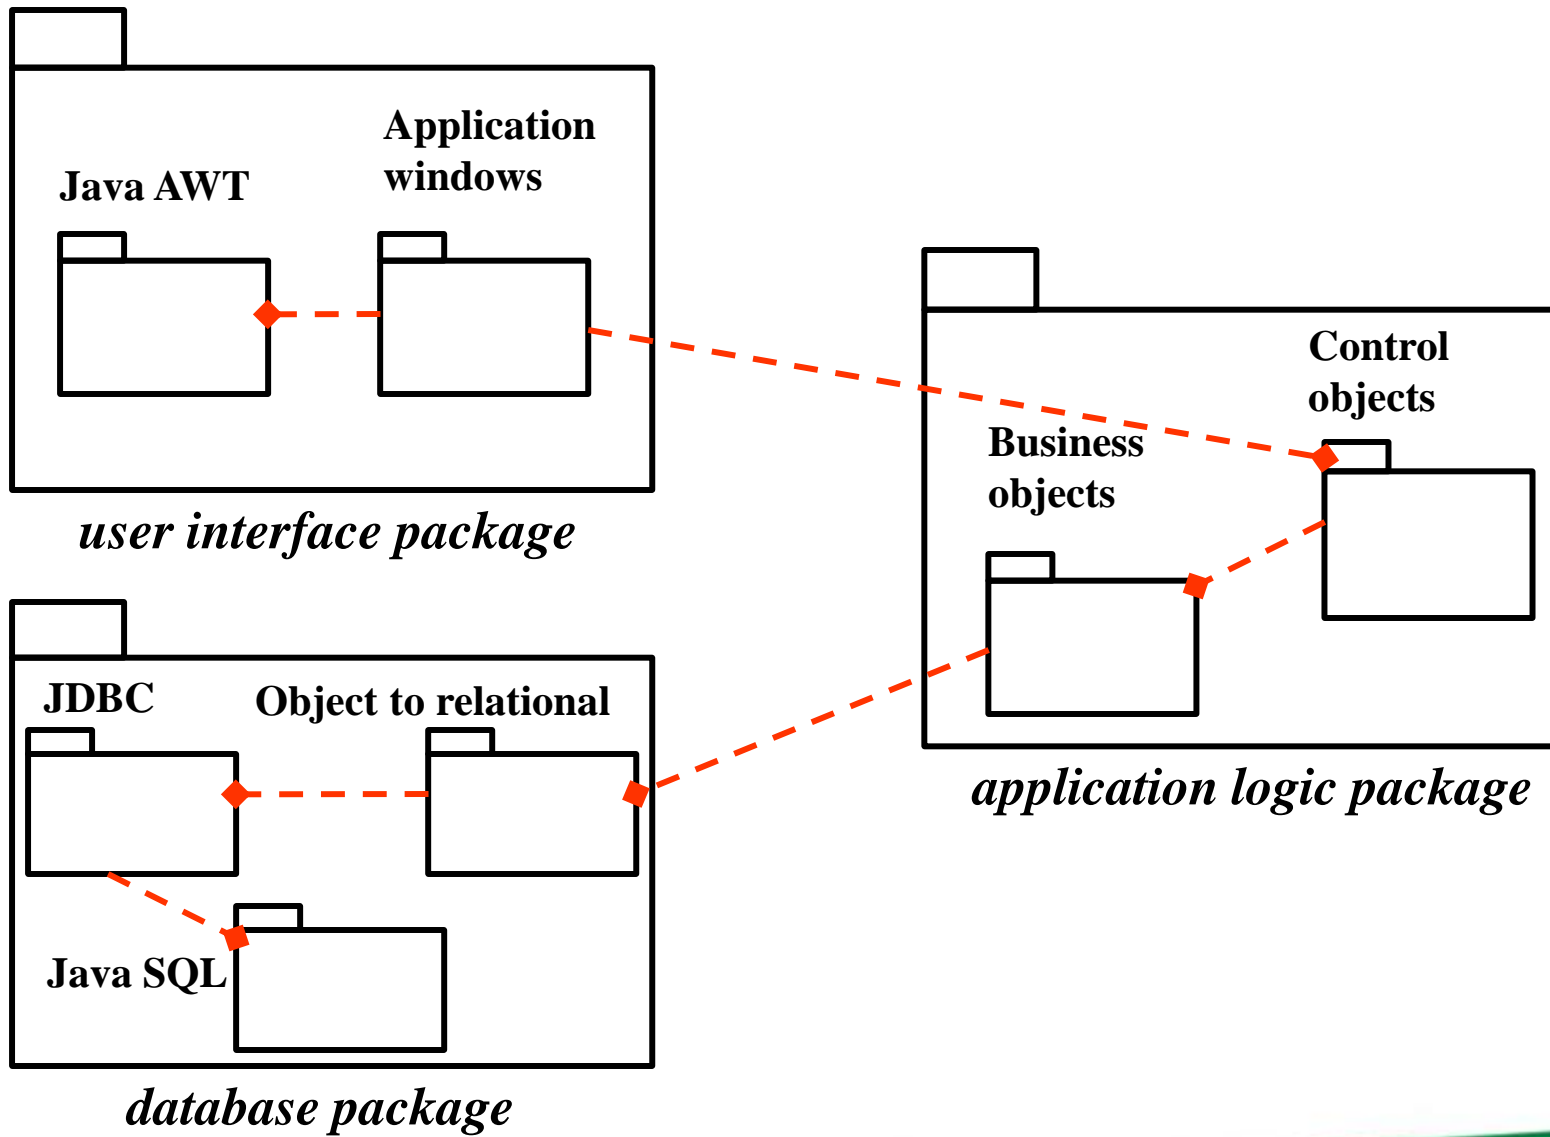 Application
windows
Java AWT
user interface package
Control
objects
Business
objects
application logic package
JDBC
Object to relational
Java SQL
database package